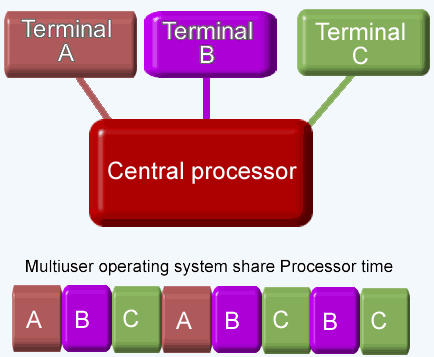 Terminal
A
Terminal
B
Terminal
C
Central processor
Multiuser operating system share Processor time
A B C A B C B C